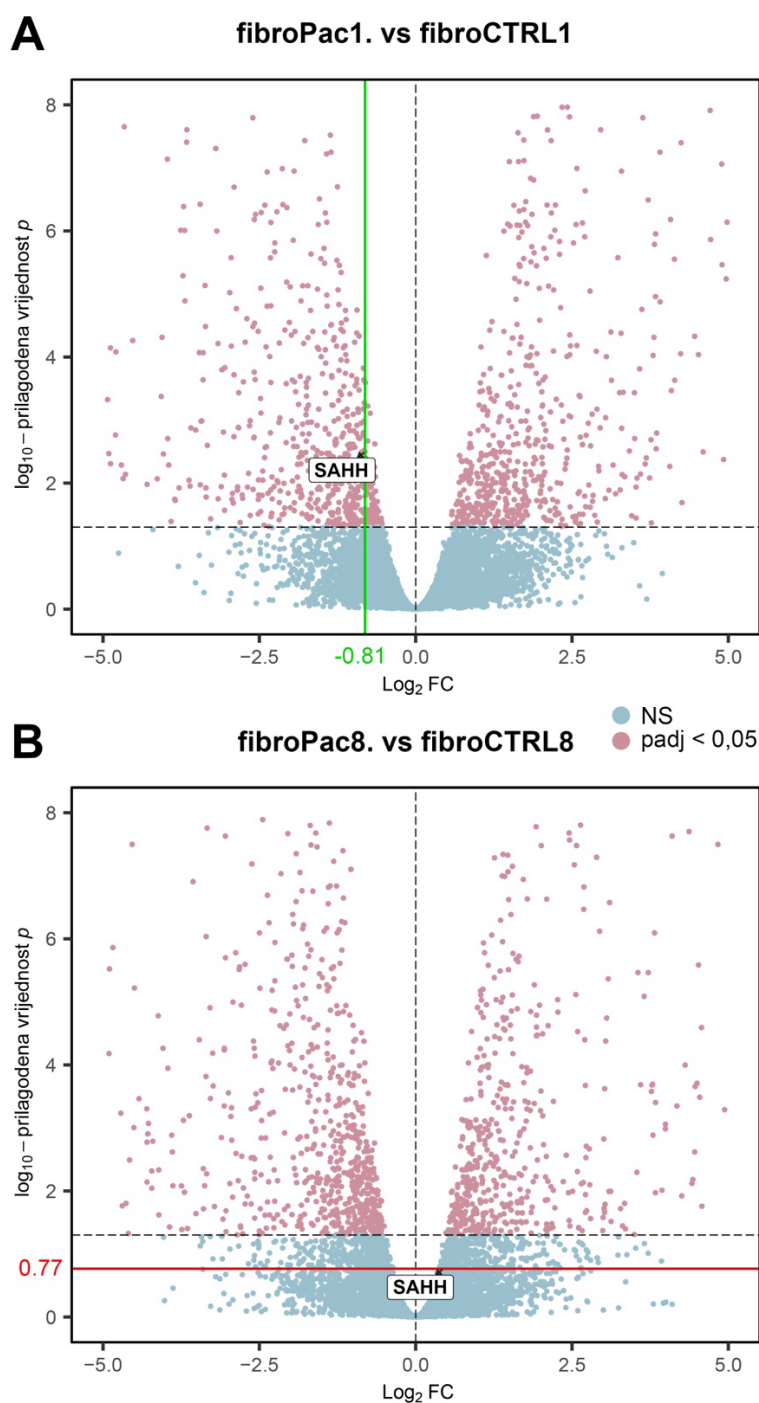 A
fibroPac1. vs fibroCTRL1
log₁₀ − prilagodena vrijednost p
8
6
4
2
0
SAHH
−5.0 −2.5 -0.81 0.0 2.5 5.0
Log₂ FC
NS
padj < 0,05
B
fibroPac8. vs fibroCTRL8
log₁₀ − prilagodena vrijednost p
8
6
4
2
0.77
0
SAHH
−5.0 −2.5 0.0 2.5 5.0
Log₂ FC